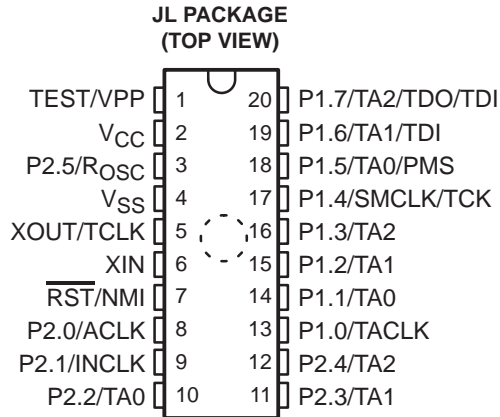 JL PACKAGE
(TOP VIEW)
TEST/VPP 1 20 P1.7/TA2/TDO/TDI
VCC 2 19 P1.6/TA1/TDI
P2.5/ROSC 3 18 P1.5/TA0/PMS
VSS 4 17 P1.4/SMCLK/TCK
XOUT/TCLK 5 16 P1.3/TA2
XIN 6 15 P1.2/TA1
RST/NMI 7 14 P1.1/TA0
P2.0/ACLK 8 13 P1.0/TACLK
P2.1/INCLK 9 12 P2.4/TA2
P2.2/TA0 10 11 P2.3/TA1